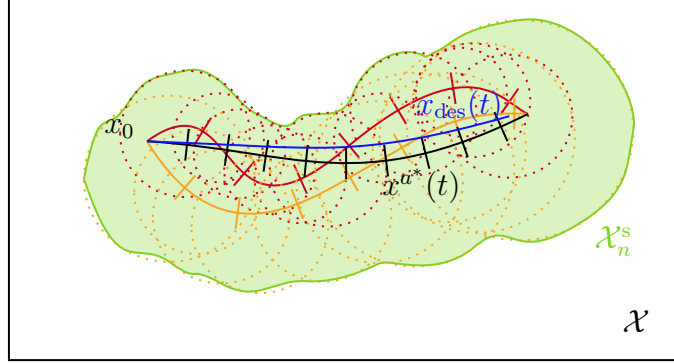 x_des(t)
x_0
x^{a^*}(t)
𝒳_n^s
𝒳